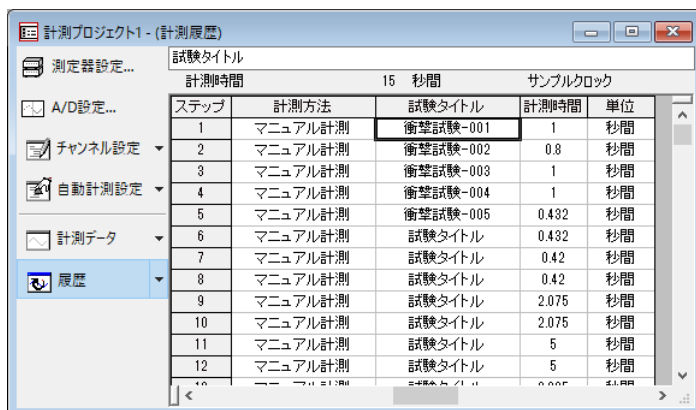 計測プロジェクト1 - (計測履歴)
測定器設定...
A/D設定...
チャンネル設定
自動計測設定
計測データ
履歴
試験タイトル
計測時間 15 秒間 サンプルクロック
ステップ 計測方法 試験タイトル 計測時間 単位
1 マニュアル計測 衝撃試験-001 1 秒間
2 マニュアル計測 衝撃試験-002 0.8 秒間
3 マニュアル計測 衝撃試験-003 1 秒間
4 マニュアル計測 衝撃試験-004 1 秒間
5 マニュアル計測 衝撃試験-005 0.432 秒間
6 マニュアル計測 試験タイトル 0.432 秒間
7 マニュアル計測 試験タイトル 0.42 秒間
8 マニュアル計測 試験タイトル 0.42 秒間
9 マニュアル計測 試験タイトル 2.075 秒間
10 マニュアル計測 試験タイトル 2.075 秒間
11 マニュアル計測 試験タイトル 5 秒間
12 マニュアル計測 試験タイトル 5 秒間